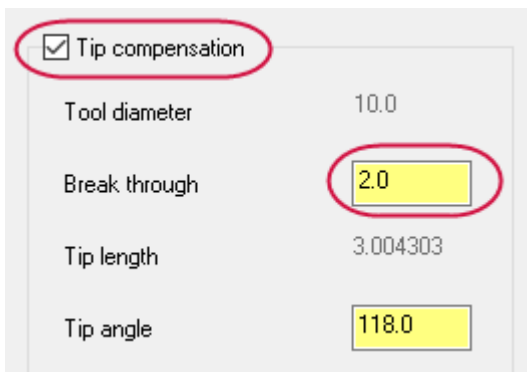 Tip compensation
Tool diameter 10.0
Break through 2.0
Tip length 3.004303
Tip angle 118.0